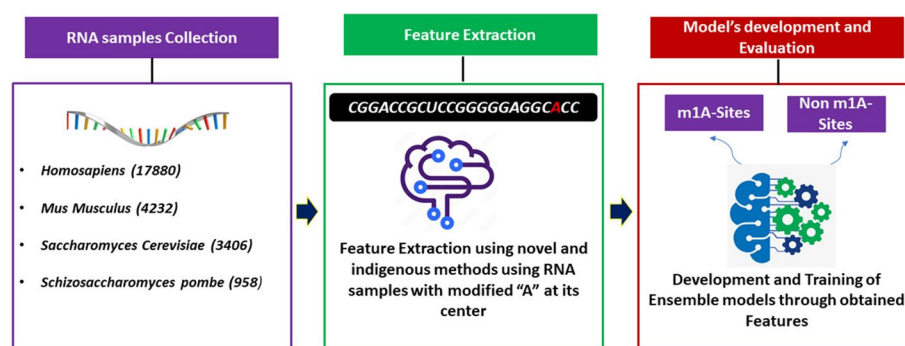 RNA samples Collection
Homosapiens (17880)
Mus Musculus (4232)
Saccharomyces Cerevisiae (3406)
Schizosaccharomyces pombe (958)
Feature Extraction
CGGACCGCUCCGGGGGAGGCACC
Feature Extraction using novel and
indigenous methods using RNA
samples with modified “A” at its
center
Model’s development and
Evaluation
m1A-Sites
Non m1A-
Sites
Development and Training of
Ensemble models through obtained
Features